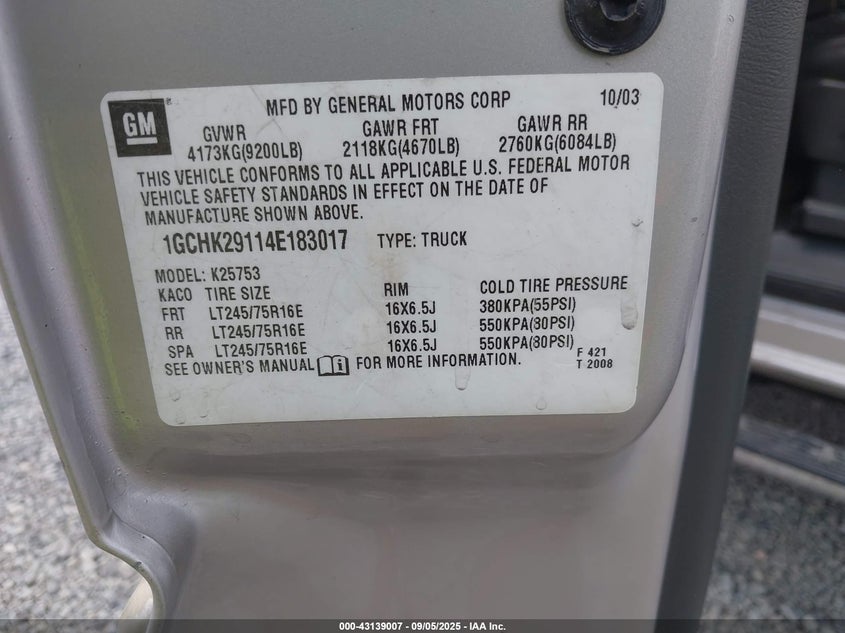 GM
MFD BY GENERAL MOTORS CORP 10/03
GVWR GAWR FRT GAWR RR
4173KG(9200LB) 2118KG(4670LB) 2760KG(6084LB)
THIS VEHICLE CONFORMS TO ALL APPLICABLE U.S. FEDERAL MOTOR
VEHICLE SAFETY STANDARDS IN EFFECT ON THE DATE OF
MANUFACTURE SHOWN ABOVE.
1GCHK29114E183017 TYPE: TRUCK
MODEL: K25753
KACO TIRE SIZE RIM COLD TIRE PRESSURE
FRT LT245/75R16E 16X6.5J 380KPA(55PSI)
RR LT245/75R16E 16X6.5J 550KPA(80PSI)
SPA LT245/75R16E 16X6.5J 550KPA(80PSI)
SEE OWNER'S MANUAL i FOR MORE INFORMATION.
F 421
T 2008
000-43139007 - 09/05/2025 - IAA Inc.